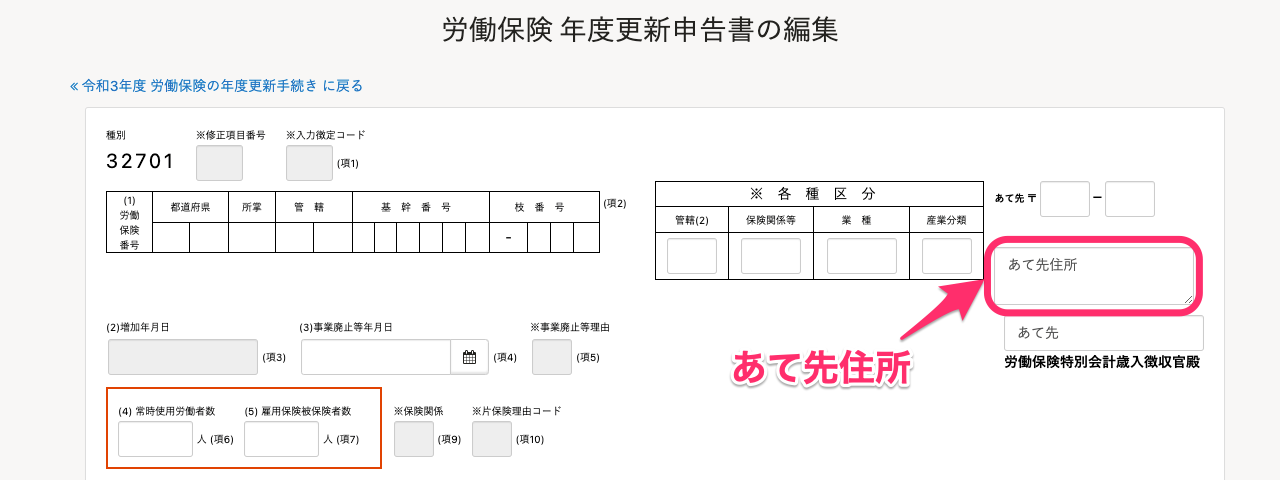 労働保険 年度更新申告書の編集
« 令和3年度 労働保険の年度更新手続き に戻る
種別 ※修正項目番号 ※入力徴定コード
32701 (項1)
(1)
労働
保険
番号
都道府県 所掌 管 轄 基 幹 番 号 枝 番 号 (項2)
-
※ 各 種 区 分
管轄(2) 保険関係等 業 種 産業分類
あて先 〒 ー
あて先住所
あて先
労働保険特別会計歳入徴収官殿
あて先住所
(2)増加年月日 (3)事業廃止等年月日 ※事業廃止等理由
(項3) (項4) (項5)
(4) 常時使用労働者数 (5) 雇用保険被保険者数 ※保険関係 ※片保険理由コード
人 (項6) 人 (項7) (項9) (項10)